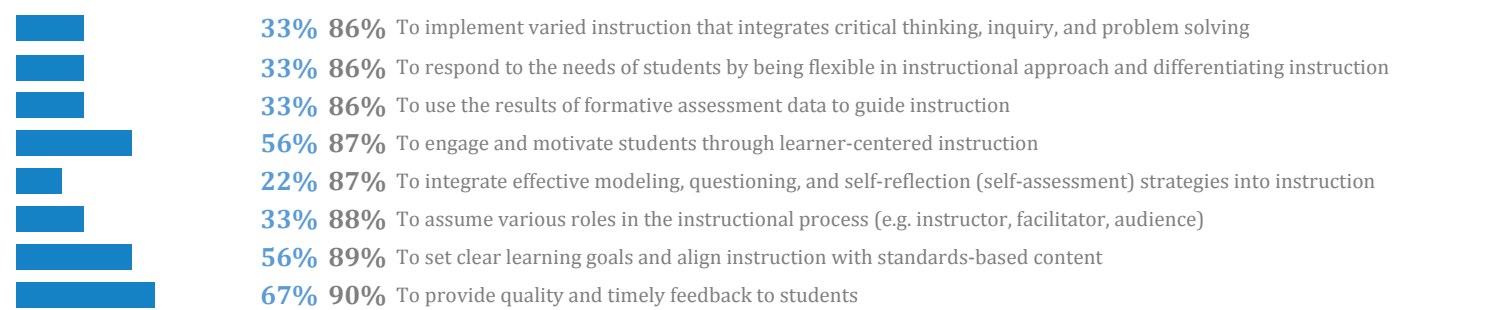 33% 86% To implement varied instruction that integrates critical thinking, inquiry, and problem solving
33% 86% To respond to the needs of students by being flexible in instructional approach and differentiating instruction
33% 86% To use the results of formative assessment data to guide instruction
56% 87% To engage and motivate students through learner-centered instruction
22% 87% To integrate effective modeling, questioning, and self-reflection (self-assessment) strategies into instruction
33% 88% To assume various roles in the instructional process (e.g. instructor, facilitator, audience)
56% 89% To set clear learning goals and align instruction with standards-based content
67% 90% To provide quality and timely feedback to students